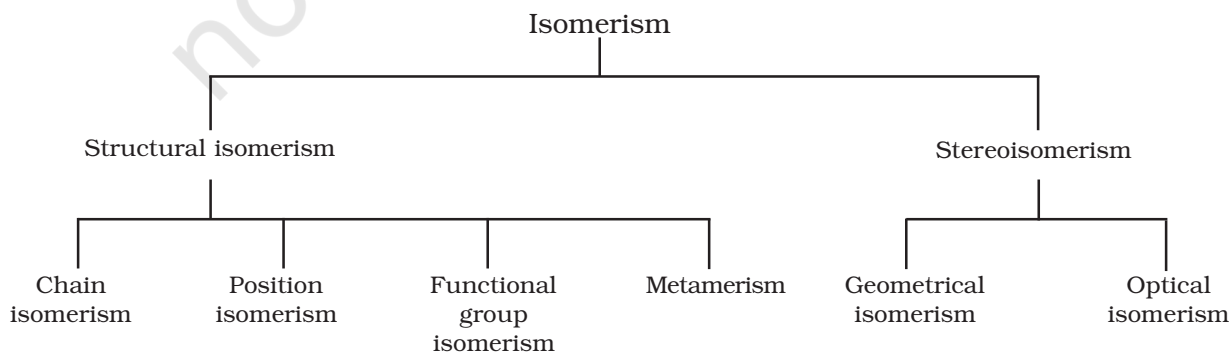 Isomerism
Structural isomerism
Stereoisomerism
Chain
isomerism
Position
isomerism
Functional
group
isomerism
Metamerism
Geometrical
isomerism
Optical
isomerism